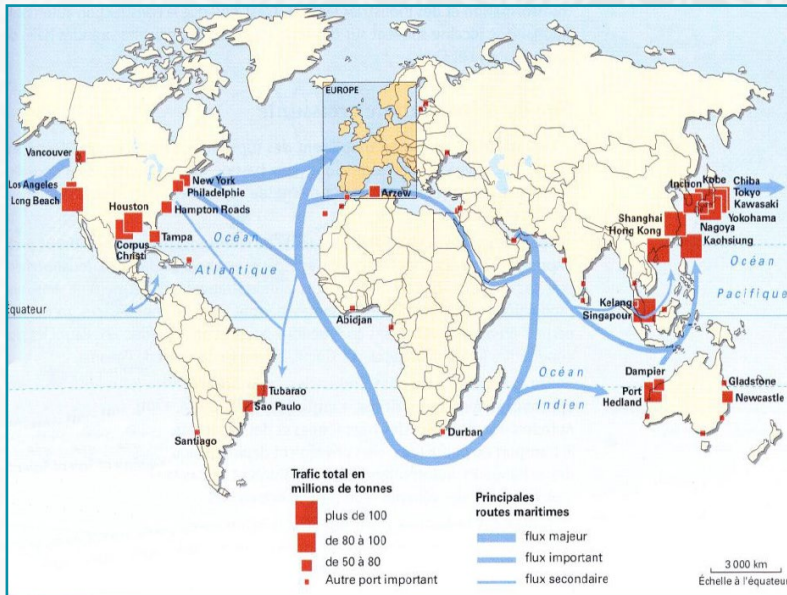 EUROPE
Vancouver
Los Angeles
Long Beach
Houston
Corpus
Christi
Tampa
New York
Philadelphie
Hampton Roads
Océan
Atlantique
Équateur
Arzew
Abidjan
Durban
Tubarao
Sao Paulo
Santiago
Inchon
Kobe
Chiba
Tokyo
Kawasaki
Yokohama
Nagoya
Kachsiung
Shanghai
Hong Kong
Océan
Pacifique
Kelang
Singapour
Océan
Indien
Dampier
Port
Hedland
Gladstone
Newcastle
Trafic total en
millions de tonnes
plus de 100
de 80 à 100
de 50 à 80
Autre port important
Principales
routes maritimes
flux majeur
flux important
flux secondaire
3 000 km
Échelle à l'équateur